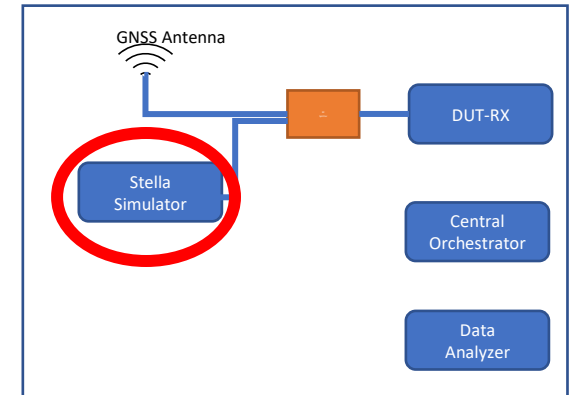 GNSS Antenna
DUT-RX
Stella
Simulator
Central
Orchestrator
Data
Analyzer